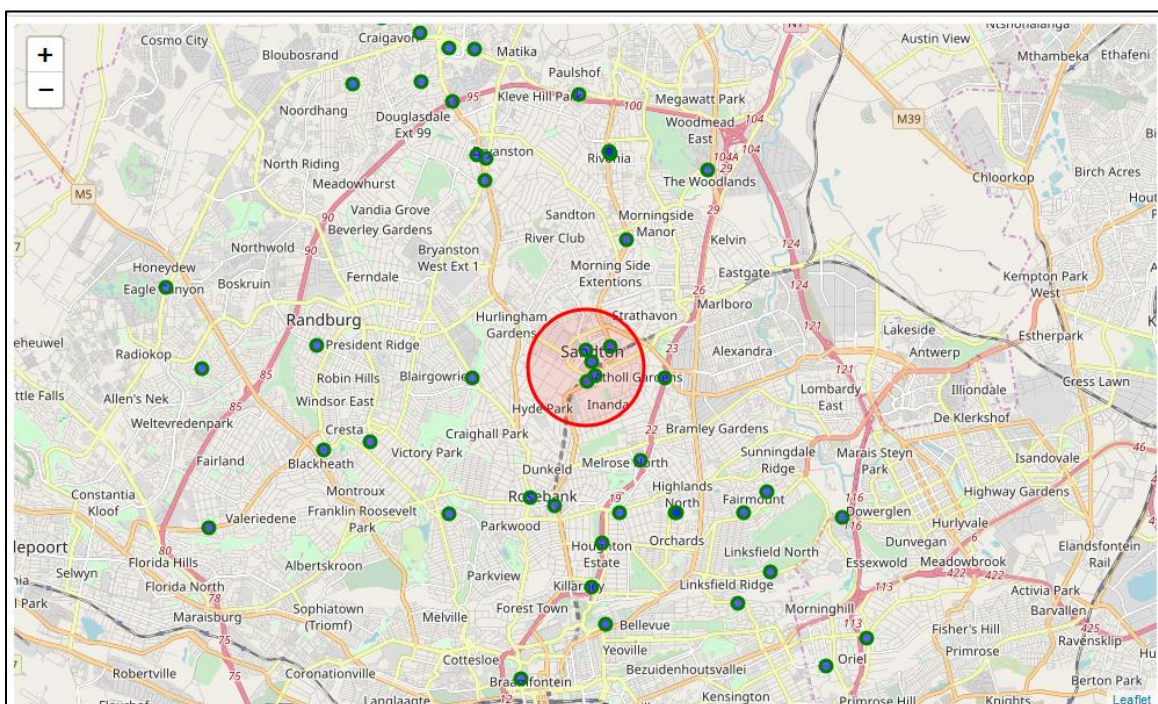 Ntshonalanga
N1
Cosmo City
Craigavon
Austin View
+
Bloubosrand
Matika
Mthambeka
Ethafeni
Paulshof
−
95
Kleve Hill Park
100
Megawatt Park
Noordhang
Douglasdale
Ext 99
Woodmead
East
104
M39
Bryanston
Rivonia
104A
104
North Riding
29
Meadowhurst
The Woodlands
Chloorkop
Birch Acres
M5
29
90
Vandia Grove
Sandton
Morningside
Manor
Beverley Gardens
River Club
Kelvin
124
Northwold
90
Bryanston
West Ext 1
Honeydew
Ferndale
Morning Side
Extentions
Eastgate
Kempton Park
West
Eagle Canyon
Boskruin
26
124
Marlboro
Hurlingham
Gardens
Strathavon
Randburg
121
Lakeside
Estherpark
Radiokop
President Ridge
Sandton
23
Alexandra
Antwerp
121
Robin Hills
Blairgowrie
Lombardy
East
Illiondale
Cress Lawn
85
Allen's Nek
Windsor East
Hyde Park
Inanda
De Klerkshof
Weltevredenpark
Cresta
Craighall Park
22
Bramley Gardens
46
Victory Park
Sunningdale
Ridge
Marais Steyn
Park
Isandovale
Fairland
Blackheath
Dunkeld
Melrose North
Constantia
Kloof
Montroux
Rosebank
19
Highlands
North
Fairmount
116
Highway Gardens
Valeriedene
Franklin Roosevelt
Park
Parkwood
116
Dowerglen
Hurlyvale
Orchards
Dunvegan
6
80
Houghton
Estate
Linksfield North
Elandsfontein
Rail
Florida Hills
Albertskroon
Essexwold
Meadowbrook
Selwyn
Parkview
422
422
Florida North
Killarney
Linksfield Ridge
113
Activia Park
78
Sophiatown
(Triomf)
Forest Town
Morninghill
Barvallen
Maraisburg
Melville
Bellevue
113
Fisher's Hill
425
75
Ravensklip
Yeoville
Oriel
Primrose
Cottesloe
Robertville
Coronationville
Bezuidenhoutsvallei
75
Braamfontein
Berton Park
12
Kensington
Langlaagte
Primrose Hill
Knights
Leaflet